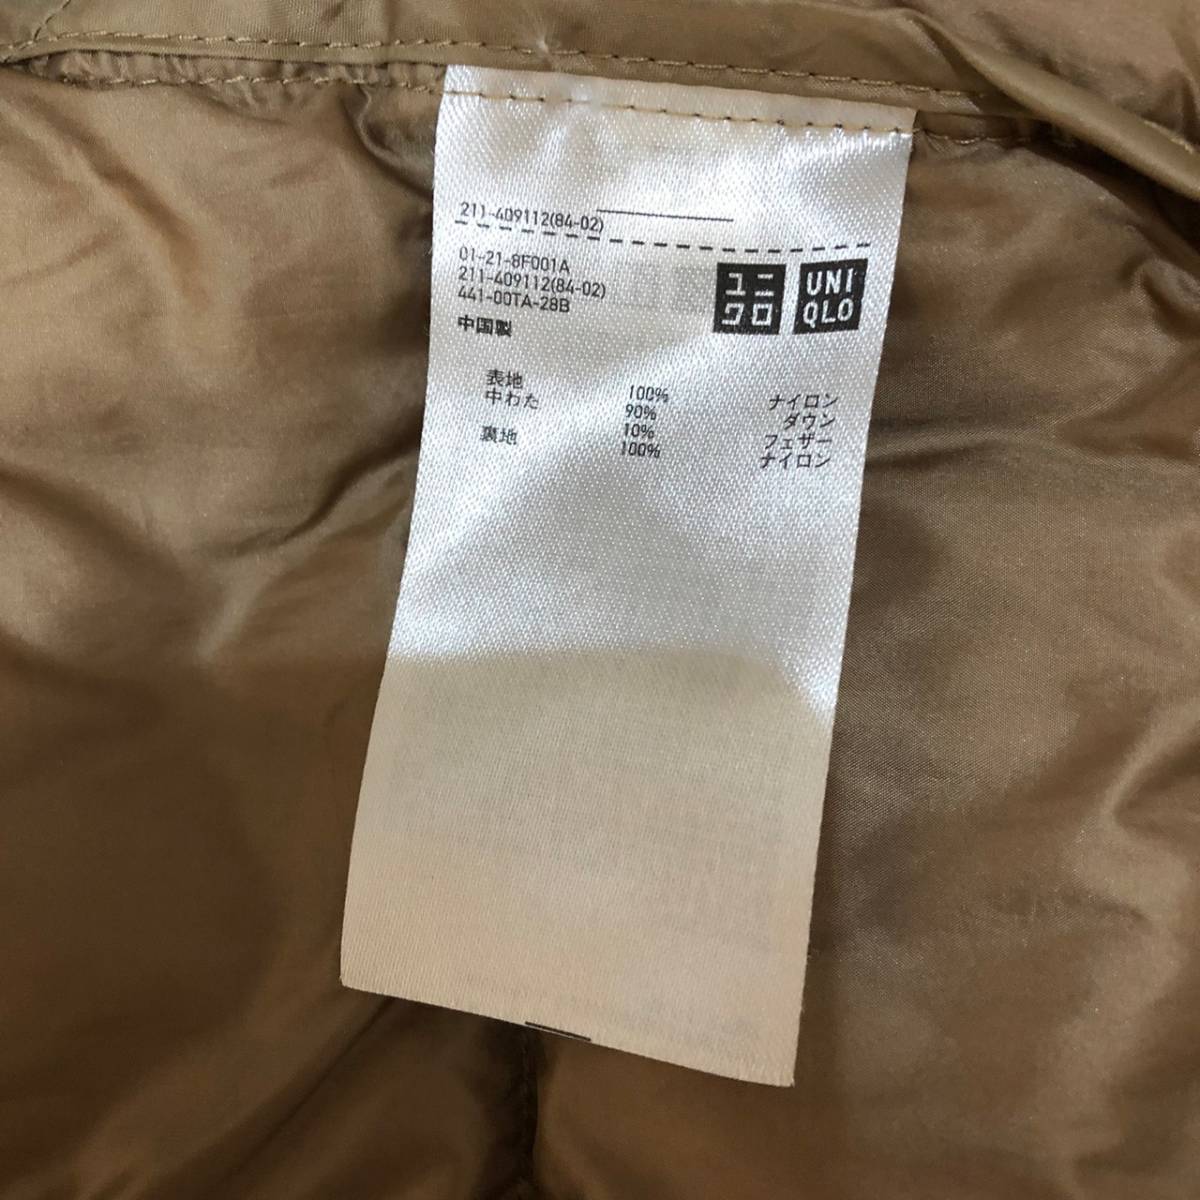 211-409112(84-02)
01-21-8F001A
211-409112(84-02)
441-00TA-28B
中国製
ユニ
クロ
UNI
QLO
表地 100% ナイロン
中わた 90% ダウン
10% フェザー
裏地 100% ナイロン